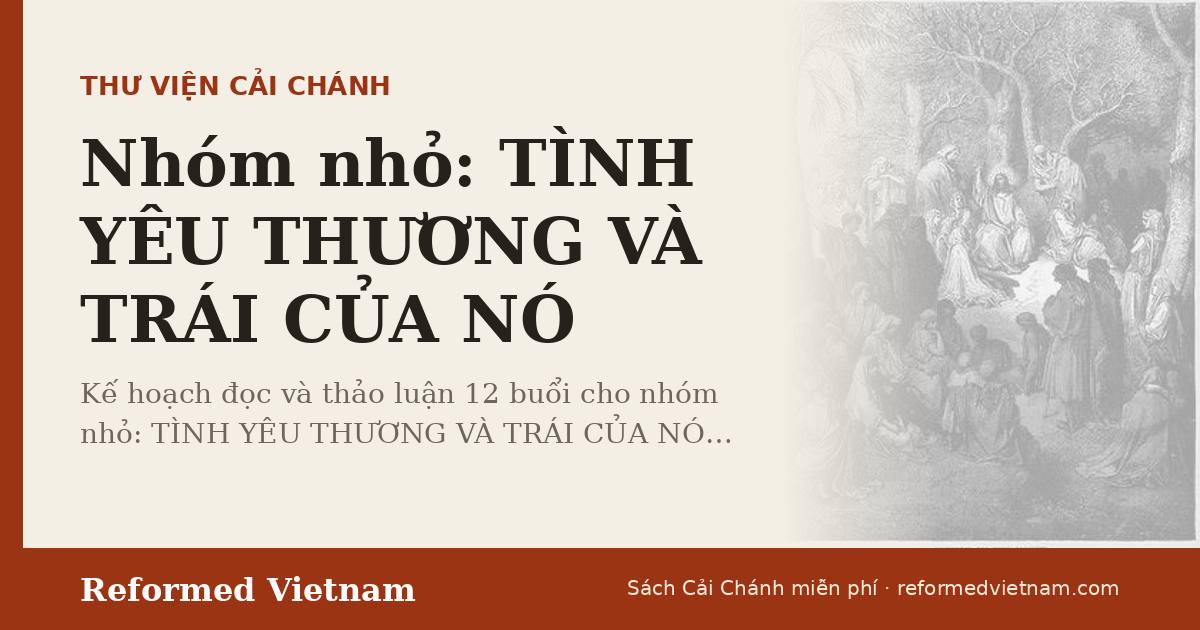 THƯ VIỆN CẢI CHÁNH
Nhóm nhỏ: TÌNH
YÊU THƯƠNG VÀ
TRÁI CỦA NÓ
Kế hoạch đọc và thảo luận 12 buổi cho nhóm
nhỏ: TÌNH YÊU THƯƠNG VÀ TRÁI CỦA NÓ…
Reformed Vietnam
Sách Cải Chánh miễn phí · reformedvietnam.com